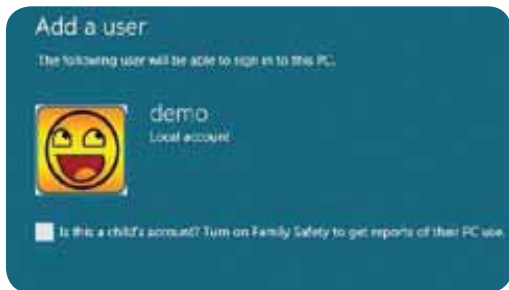 Add a user
The following user will be able to sign in to this PC.
demo
Local account
Is this a child's account? Turn on Family Safety to get reports of their PC use.